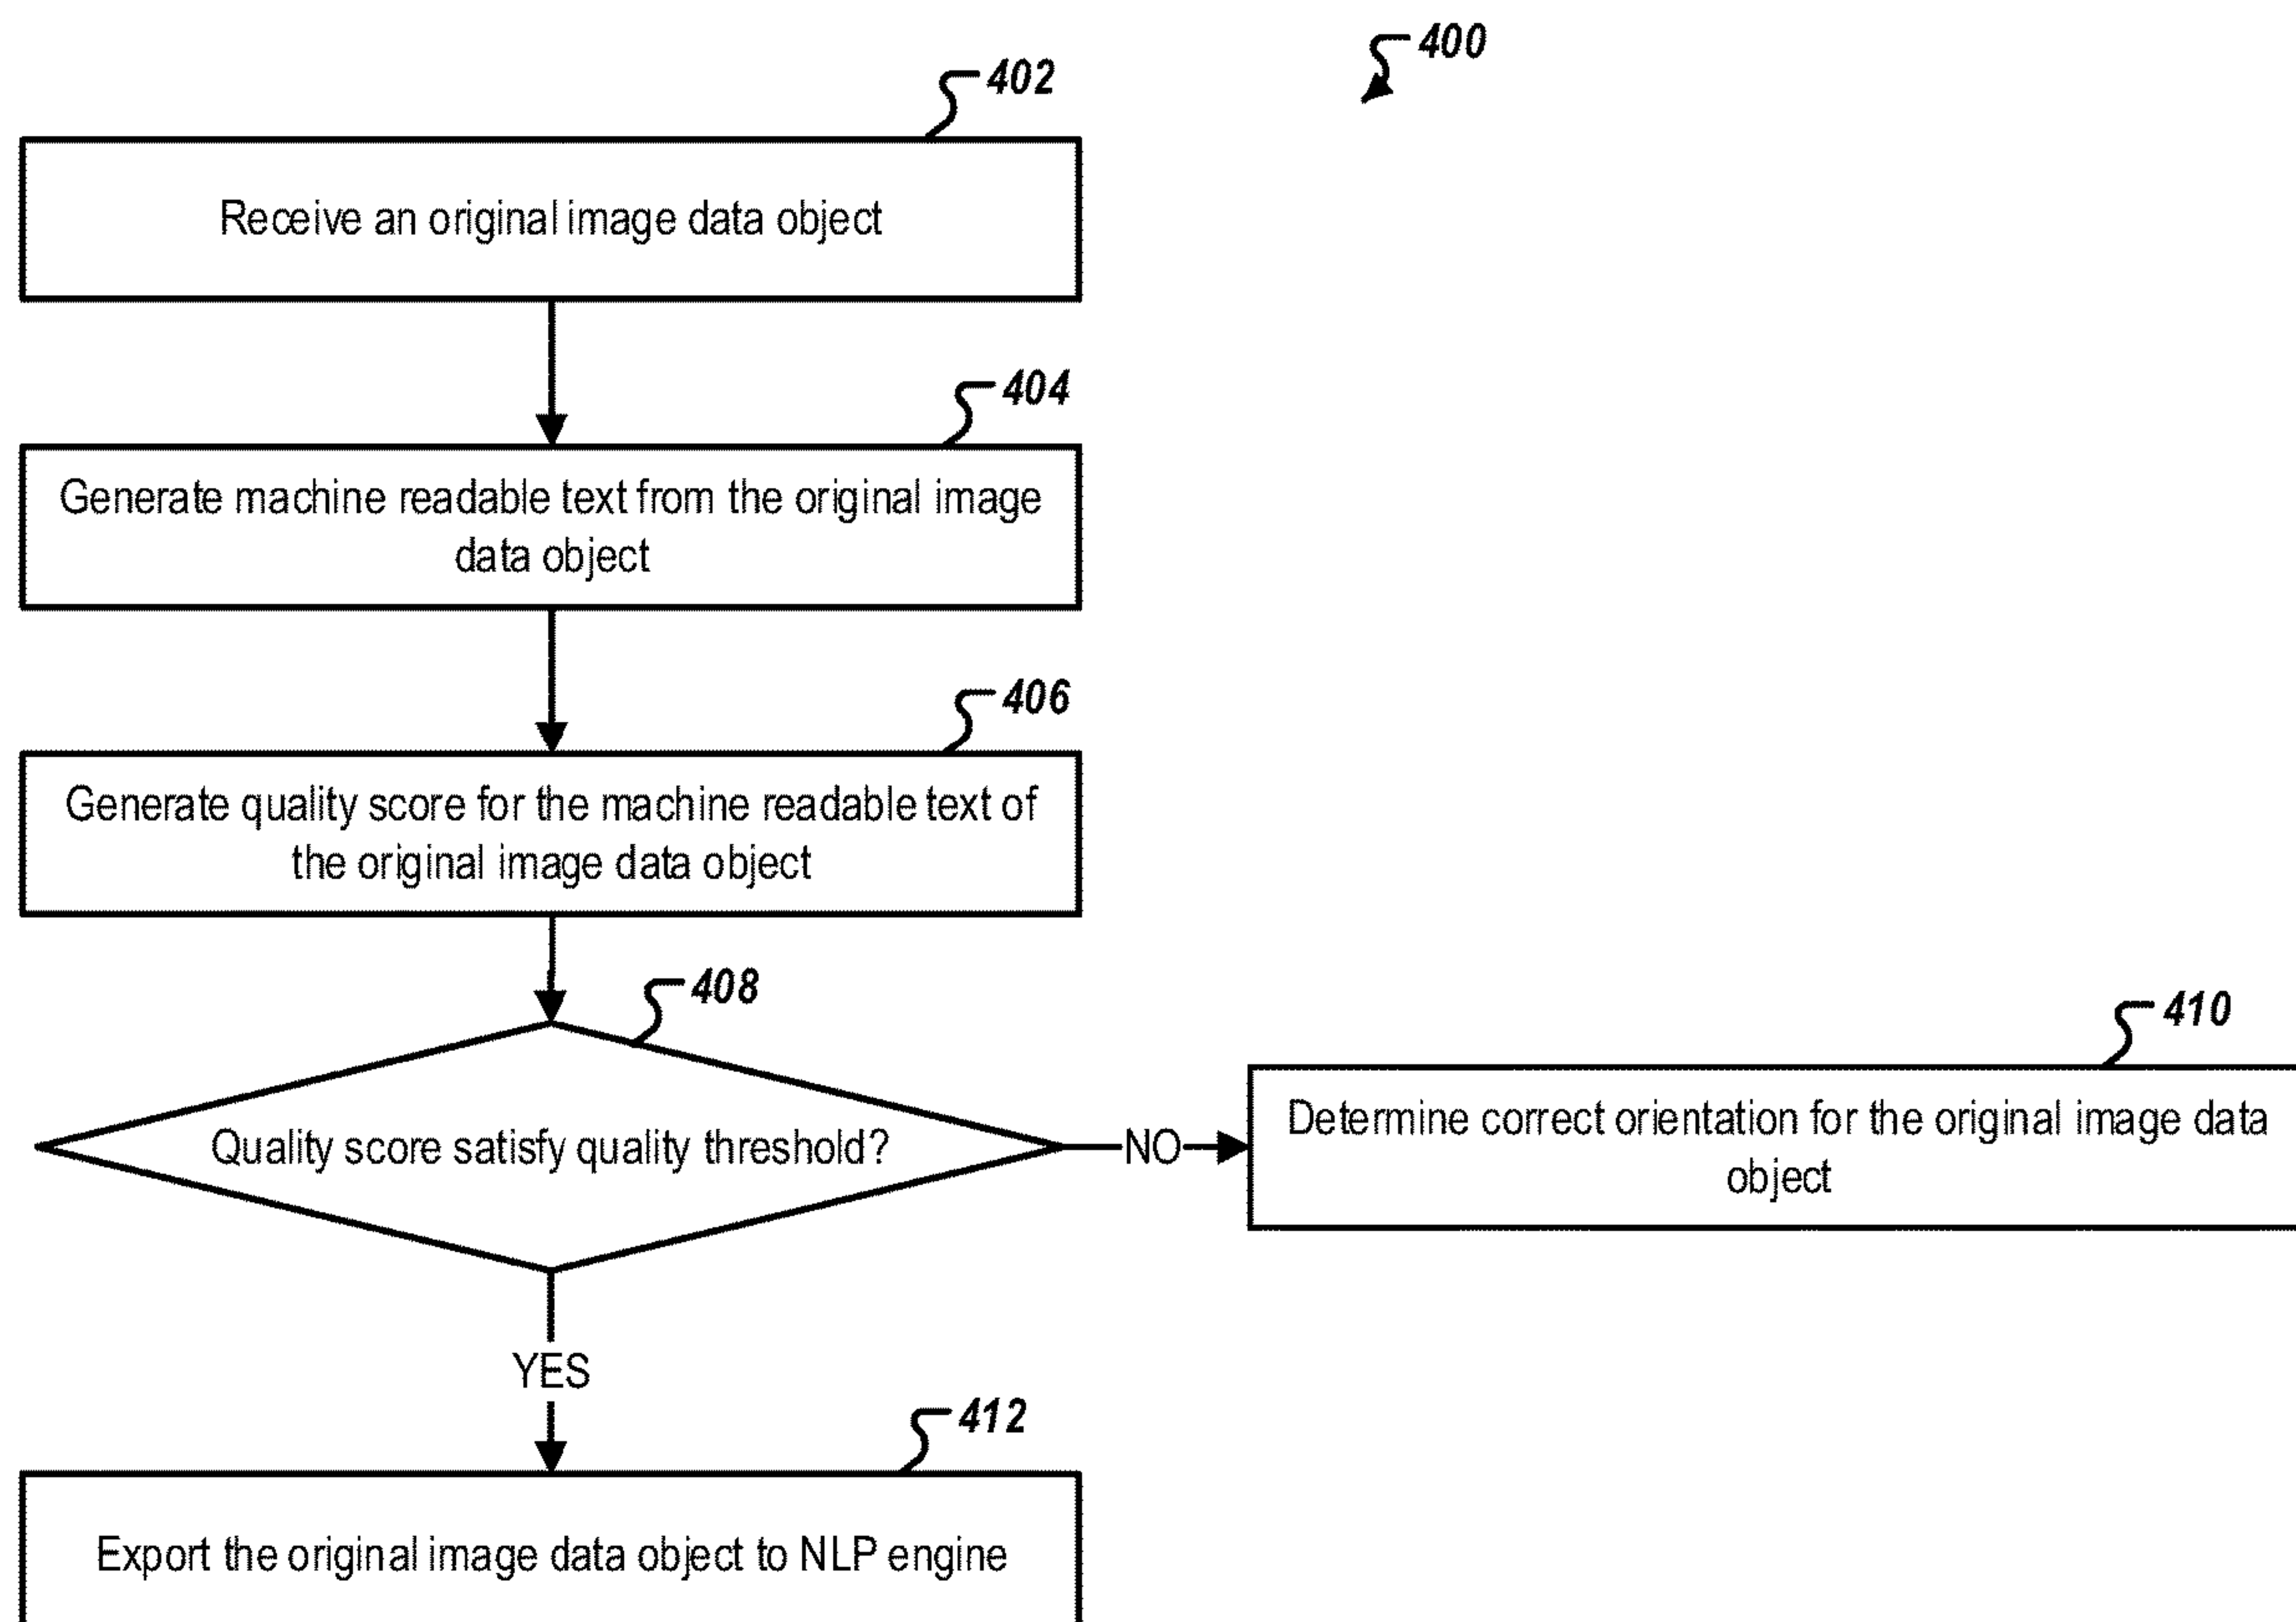 400
402
Receive an original image data object
404
Generate machine readable text from the original image
data object
406
Generate quality score for the machine readable text of
the original image data object
408
Quality score satisfy quality threshold?
NO
410
Determine correct orientation for the original image data
object
YES
412
Export the original image data object to NLP engine